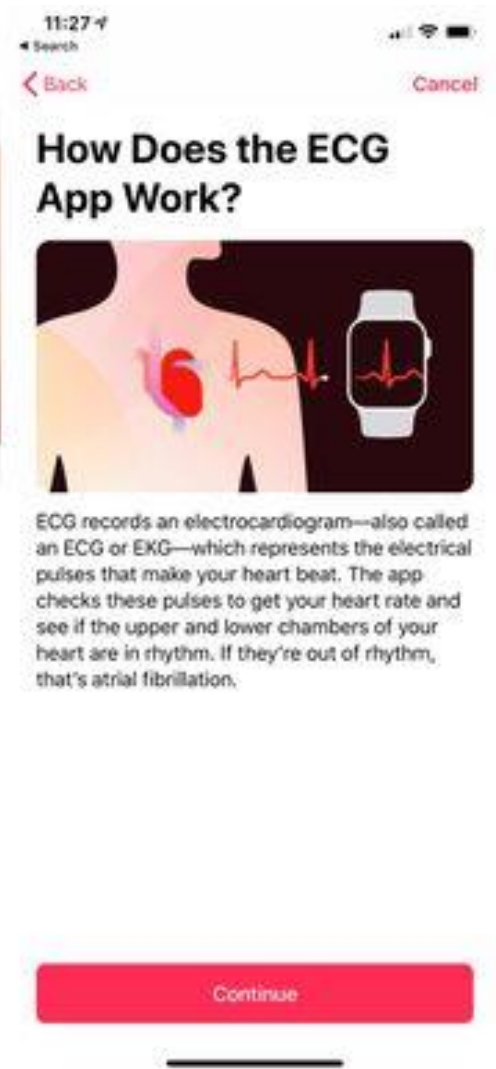 11:27
Search
Back
Cancel
How Does the ECG
App Work?
ECG records an electrocardiogram—also called
an ECG or EKG—which represents the electrical
pulses that make your heart beat. The app
checks these pulses to get your heart rate and
see if the upper and lower chambers of your
heart are in rhythm. If they're out of rhythm,
that's atrial fibrillation.
Continue